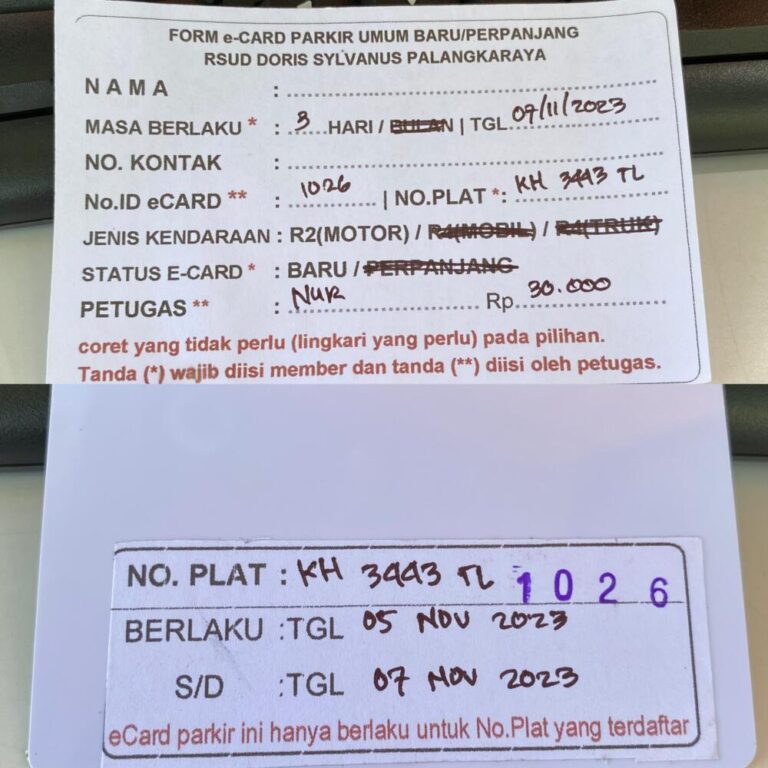 FORM e-CARD PARKIR UMUM BARU/PERPANJANG
RSUD DORIS SYLVANUS PALANGKARAYA
NAMA :
MASA BERLAKU * : 3 HARI / BULAN | TGL 07/11/2023
NO. KONTAK :
No.ID eCARD ** : 1026 | NO.PLAT *: KH 3443 TL
JENIS KENDARAAN : R2(MOTOR) / R4(MOBIL) / R4(TRUK)
STATUS E-CARD * : BARU / PERPANJANG
PETUGAS ** : NUR Rp 30.000
coret yang tidak perlu (lingkari yang perlu) pada pilihan.
Tanda (*) wajib diisi member dan tanda (**) diisi oleh petugas.
NO. PLAT : KH 3443 TL 1026
BERLAKU :TGL 05 NOV 2023
S/D :TGL 07 NOV 2023
eCard parkir ini hanya berlaku untuk No.Plat yang terdaftar